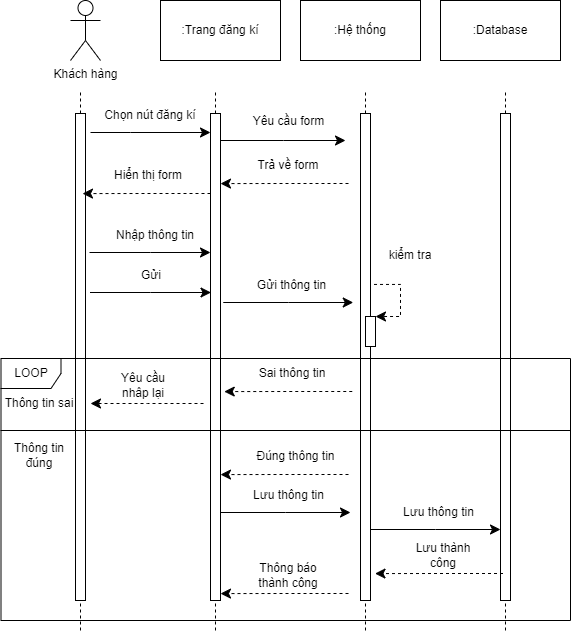 :Trang đăng kí
:Hệ thống
:Database
Khách hàng
Chọn nút đăng kí
Yêu cầu form
Trả về form
Hiển thị form
Nhập thông tin
kiểm tra
Gửi
Gửi thông tin
LOOP
Sai thông tin
Yêu cầu
nhập lại
Thông tin sai
Thông tin
đúng
Đúng thông tin
Lưu thông tin
Lưu thông tin
Lưu thành
công
Thông báo
thành công